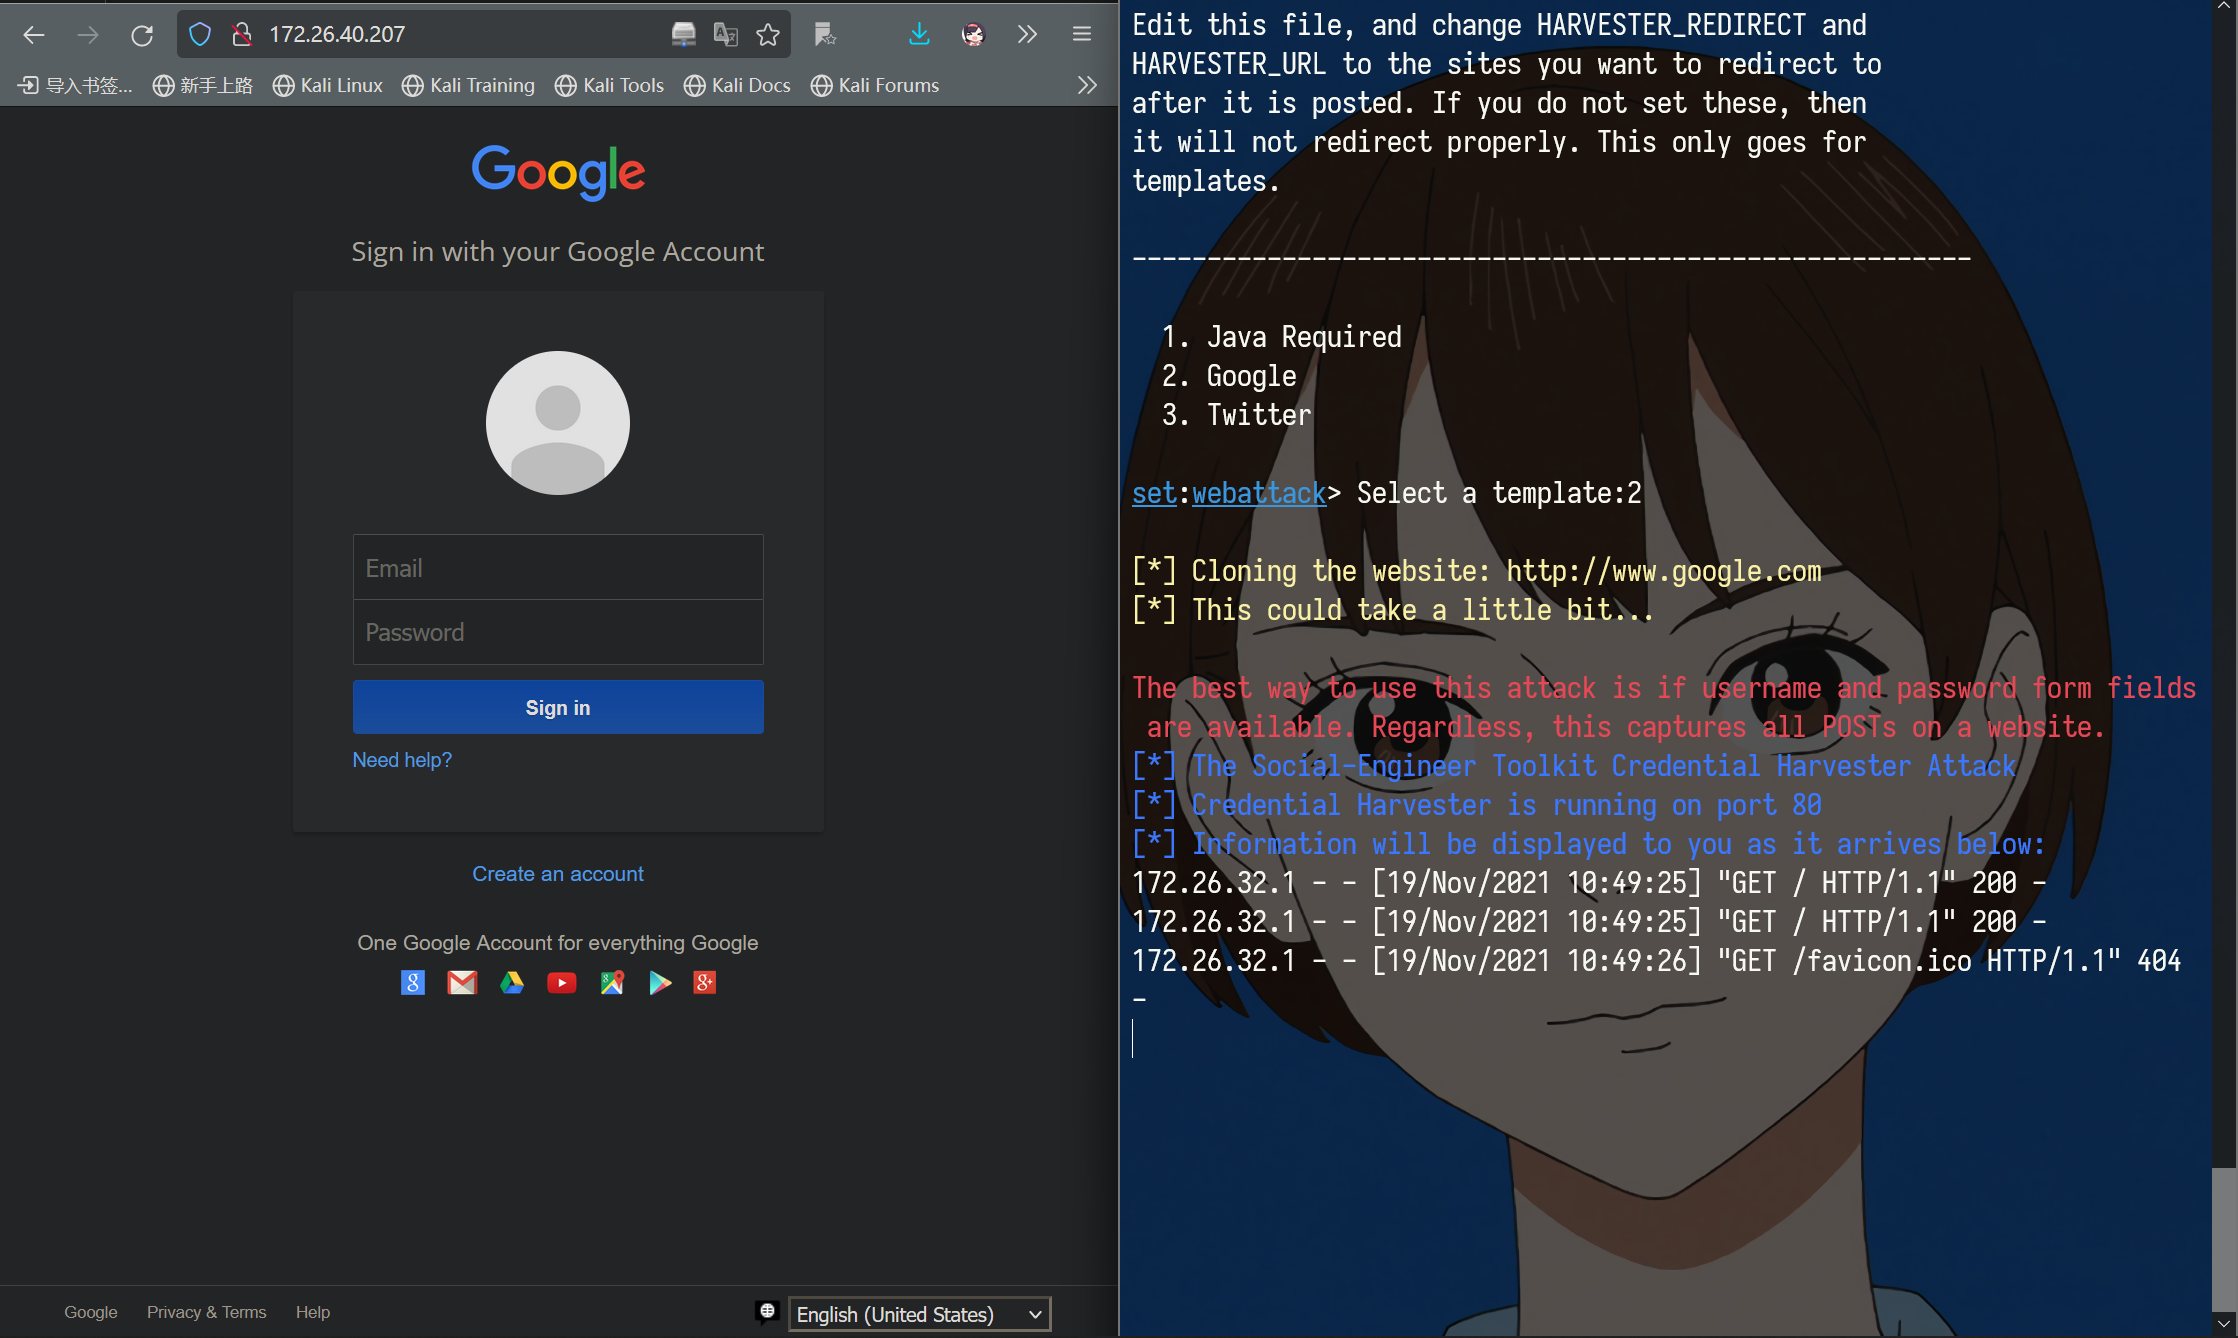 172.26.40.207
导入书签...
新手上路
Kali Linux
Kali Training
Kali Tools
Kali Docs
Kali Forums
Google
Sign in with your Google Account
Email
Password
Sign in
Need help?
Create an account
One Google Account for everything Google
Google
Privacy & Terms
Help
English (United States)
Edit this file, and change HARVESTER_REDIRECT and
HARVESTER_URL to the sites you want to redirect to
after it is posted. If you do not set these, then
it will not redirect properly. This only goes for
templates.
--------------------------------------------------------
1. Java Required
2. Google
3. Twitter
set:webattack> Select a template:2
[*] Cloning the website: http://www.google.com
[*] This could take a little bit...
The best way to use this attack is if username and password form fields
are available. Regardless, this captures all POSTs on a website.
[*] The Social-Engineer Toolkit Credential Harvester Attack
[*] Credential Harvester is running on port 80
[*] Information will be displayed to you as it arrives below:
172.26.32.1 - - [19/Nov/2021 10:49:25] "GET / HTTP/1.1" 200 -
172.26.32.1 - - [19/Nov/2021 10:49:25] "GET / HTTP/1.1" 200 -
172.26.32.1 - - [19/Nov/2021 10:49:26] "GET /favicon.ico HTTP/1.1" 404
-